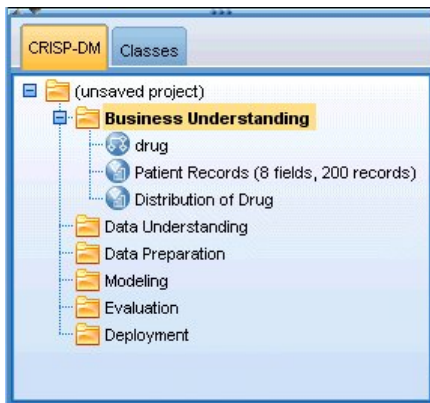 CRISP-DM Classes
(unsaved project)
Business Understanding
drug
Patient Records (8 fields, 200 records)
Distribution of Drug
Data Understanding
Data Preparation
Modeling
Evaluation
Deployment